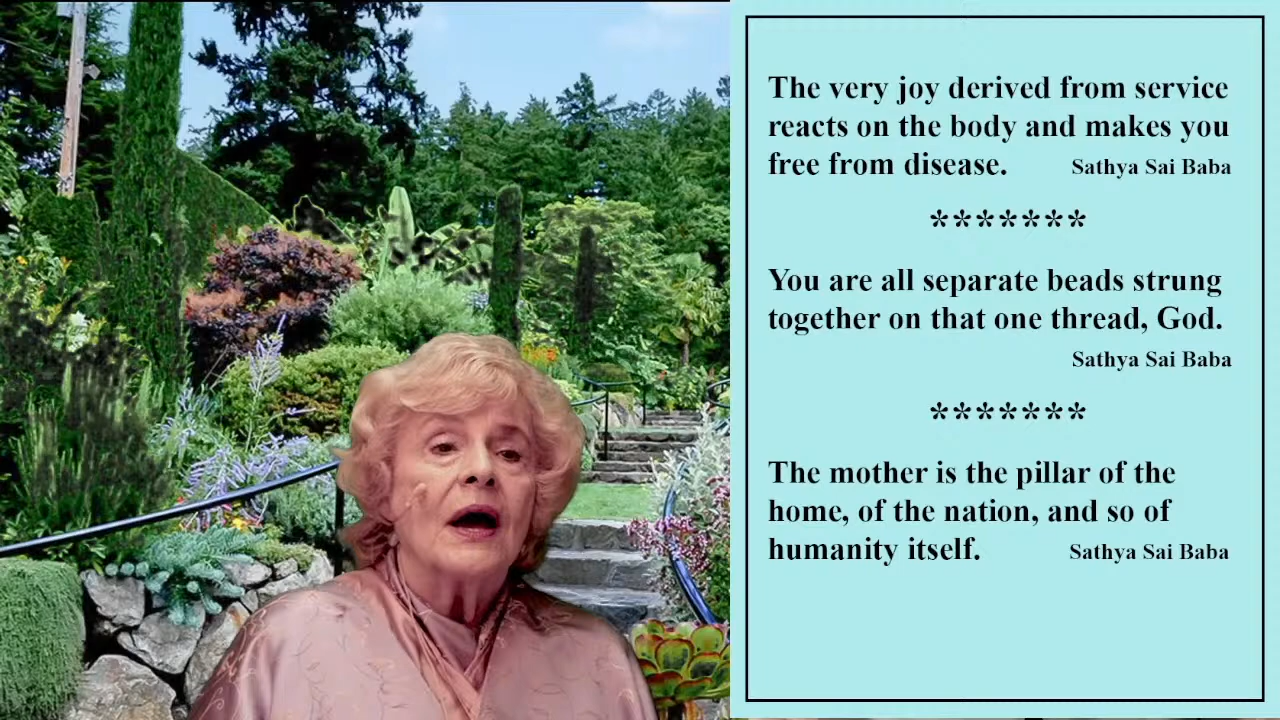 The very joy derived from service
reacts on the body and makes you
free from disease. Sathya Sai Baba
*******
You are all separate beads strung
together on that one thread, God.
Sathya Sai Baba
*******
The mother is the pillar of the
home, of the nation, and so of
humanity itself. Sathya Sai Baba